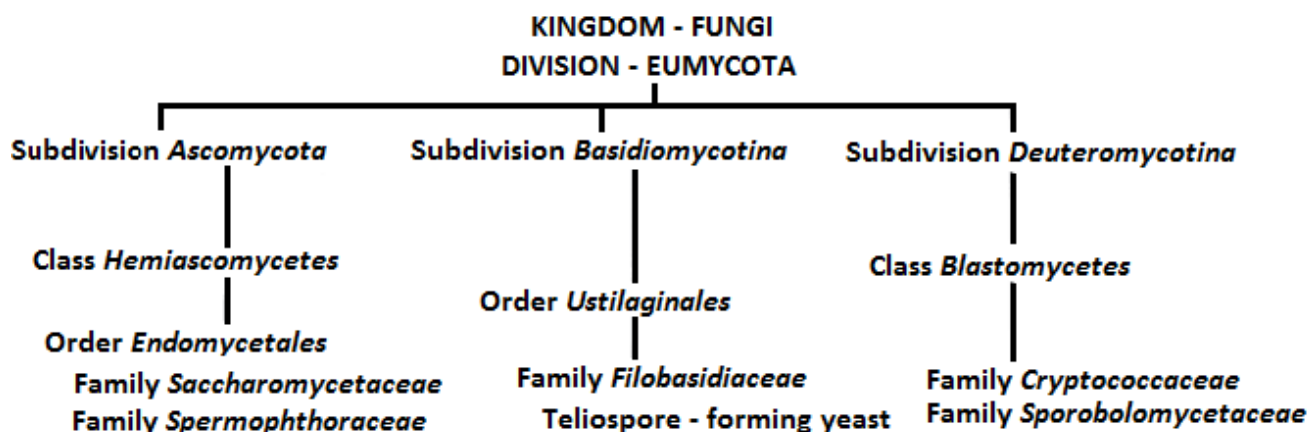 KINGDOM - FUNGI
DIVISION - EUMYCOTA
Subdivision Ascomycota
Subdivision Basidiomycotina
Subdivision Deuteromycotina
Class Hemiascomycetes
Class Blastomycetes
Order Ustilaginales
Order Endomycetales
Family Saccharomycetaceae
Family Spermophthoraceae
Family Filobasidiaceae
Teliospore - forming yeast
Family Cryptococcaceae
Family Sporobolomycetaceae